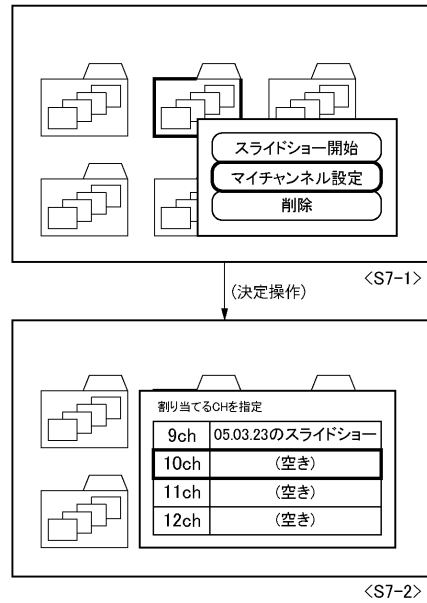 スライドショー開始
マイチャンネル設定
削除
<S7-1>
(決定操作)
割り当てるCHを指定
9ch 05.03.23のスライドショー
10ch (空き)
11ch (空き)
12ch (空き)
<S7-2>